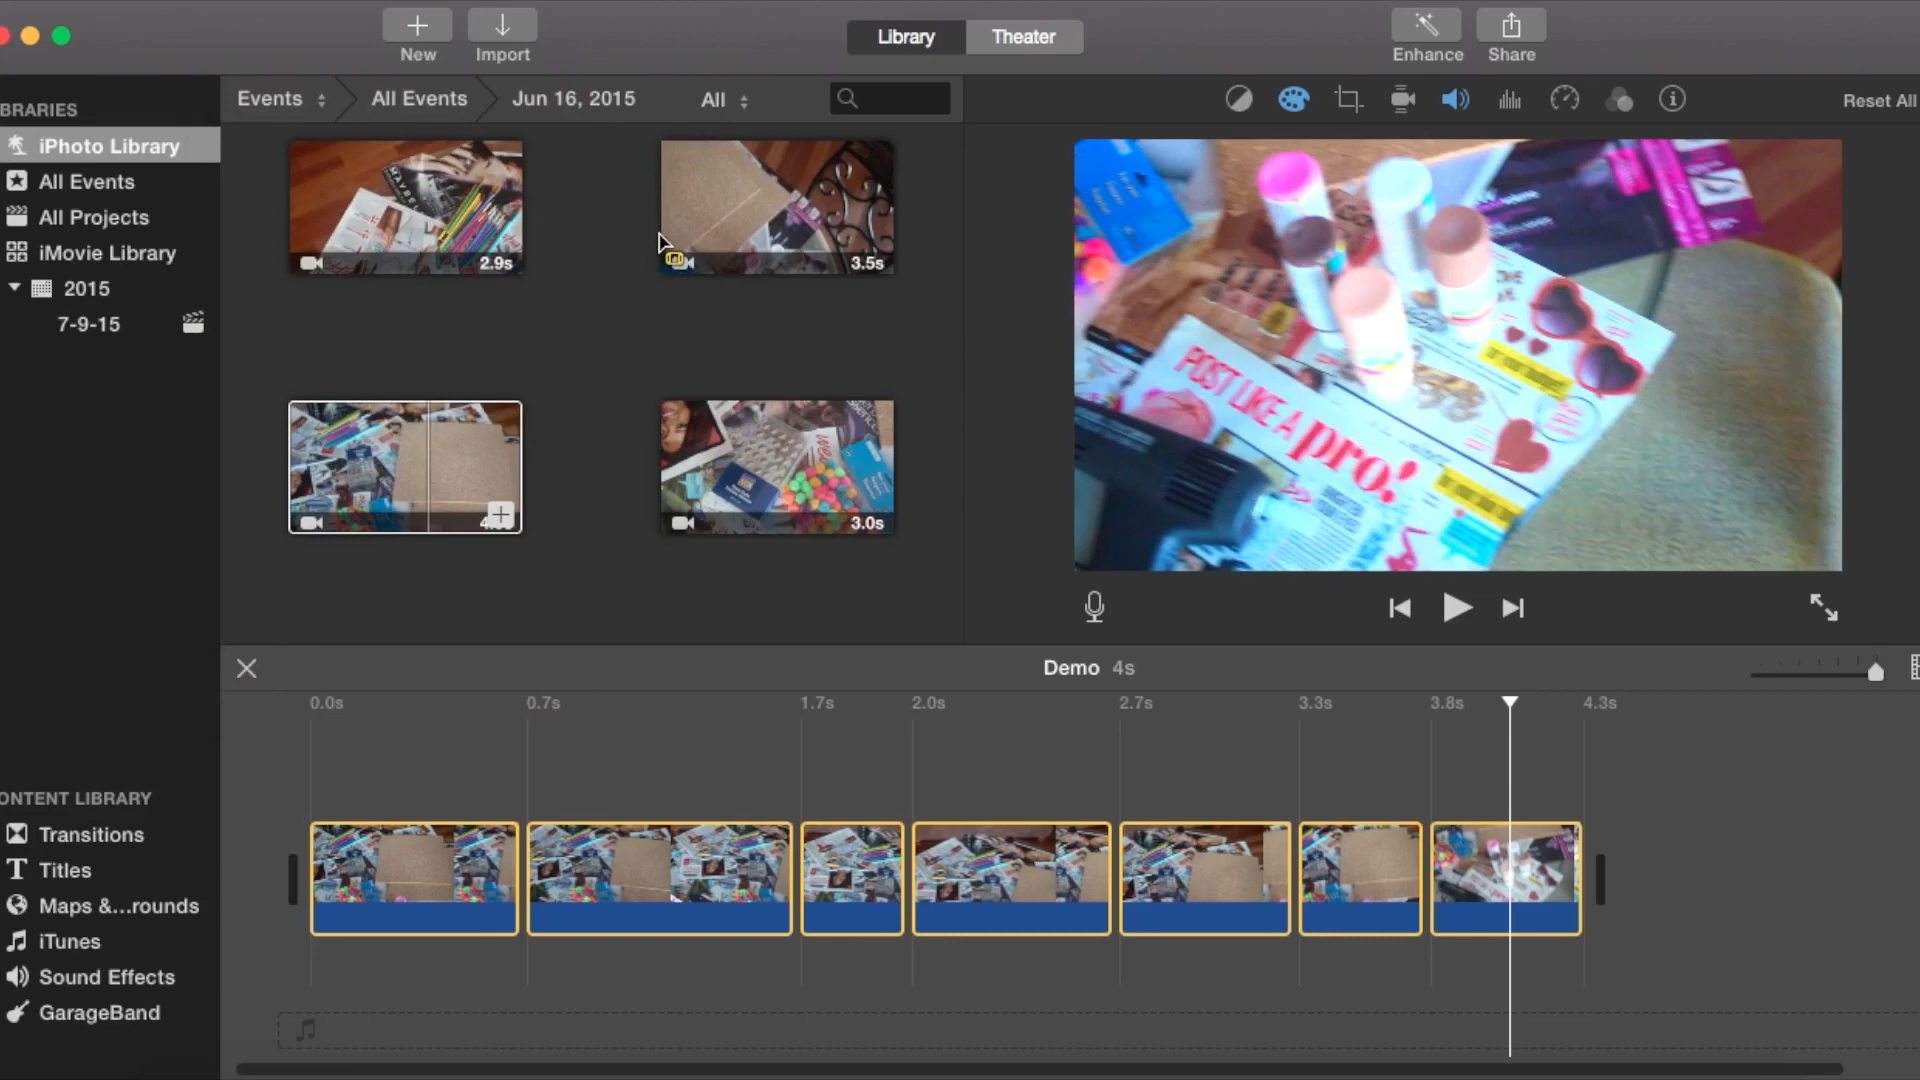 New
Import
Library
Theater
Enhance
Share
BRARIES
Events
All Events
Jun 16, 2015
All
Reset All
iPhoto Library
All Events
All Projects
iMovie Library
2015
7-9-15
2.9s
3.5s
3.0s
POST LIKE A pro!
Demo 4s
0.0s
0.7s
1.7s
2.0s
2.7s
3.3s
3.8s
4.3s
ONTENT LIBRARY
Transitions
Titles
Maps &...rounds
iTunes
Sound Effects
GarageBand